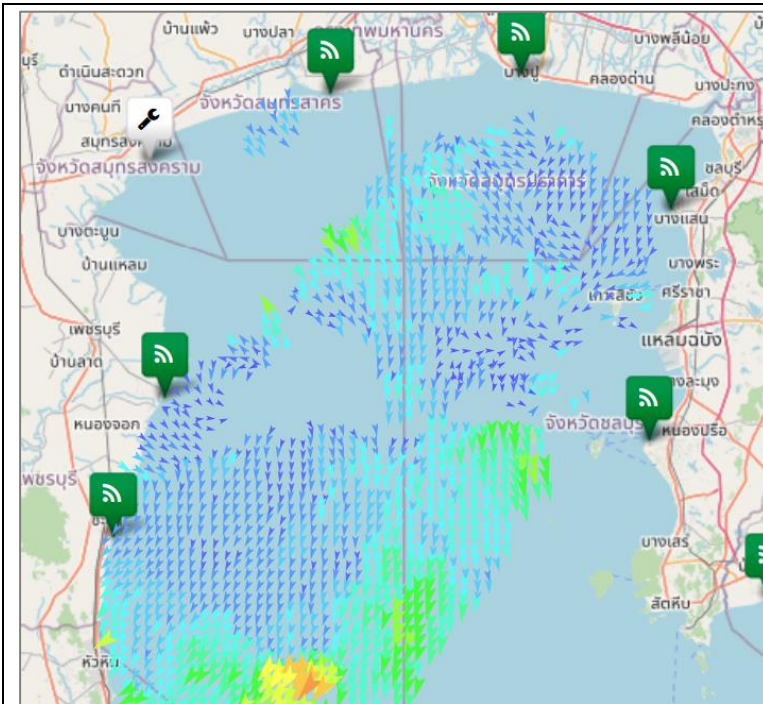 บ้านแพ้ว
บางปลา
บางพลีน้อย
ดำเนินสะดวก
บางปู
คลองด่าน
บางปะกง
บางคนที
จังหวัดสมุทรสาคร
จังหวัดสมุทรสงคราม
จังหวัดสมุทรปราการ
ชลบุรี
เสม็ด
บางแสน
บางตะบูน
บ้านแหลม
บางพระ
เกาะสีชัง
ศรีราชา
เพชรบุรี
แหลมฉบัง
บ้านลาด
บางละมุง
หนองจอก
จังหวัดชลบุรี
หนองปรือ
บางเสร่
สัตหีบ
หัวหิน